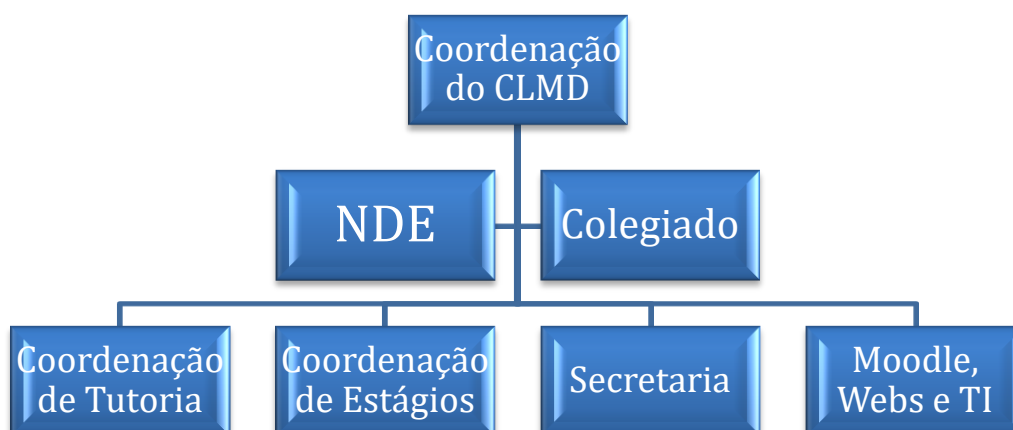 Coordenação
do CLMD
NDE
Colegiado
Coordenação
de Tutoria
Coordenação
de Estágios
Secretaria
Moodle,
Webs e TI